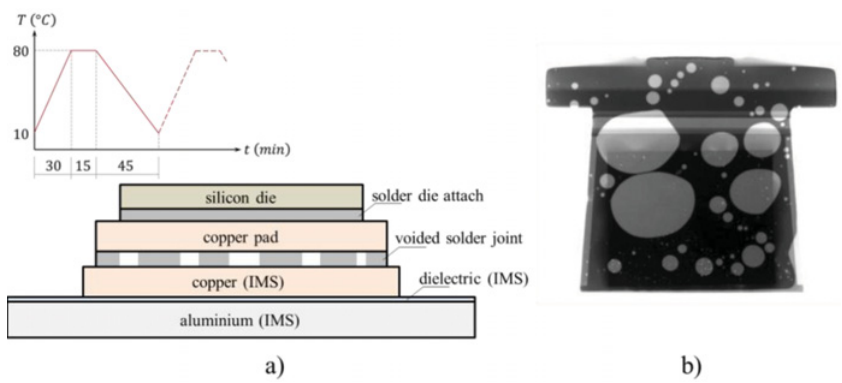 T (°C)
80
10
30 15 45
t (min)
silicon die
solder die attach
copper pad
voided solder joint
copper (IMS)
dielectric (IMS)
aluminium (IMS)
a)
b)